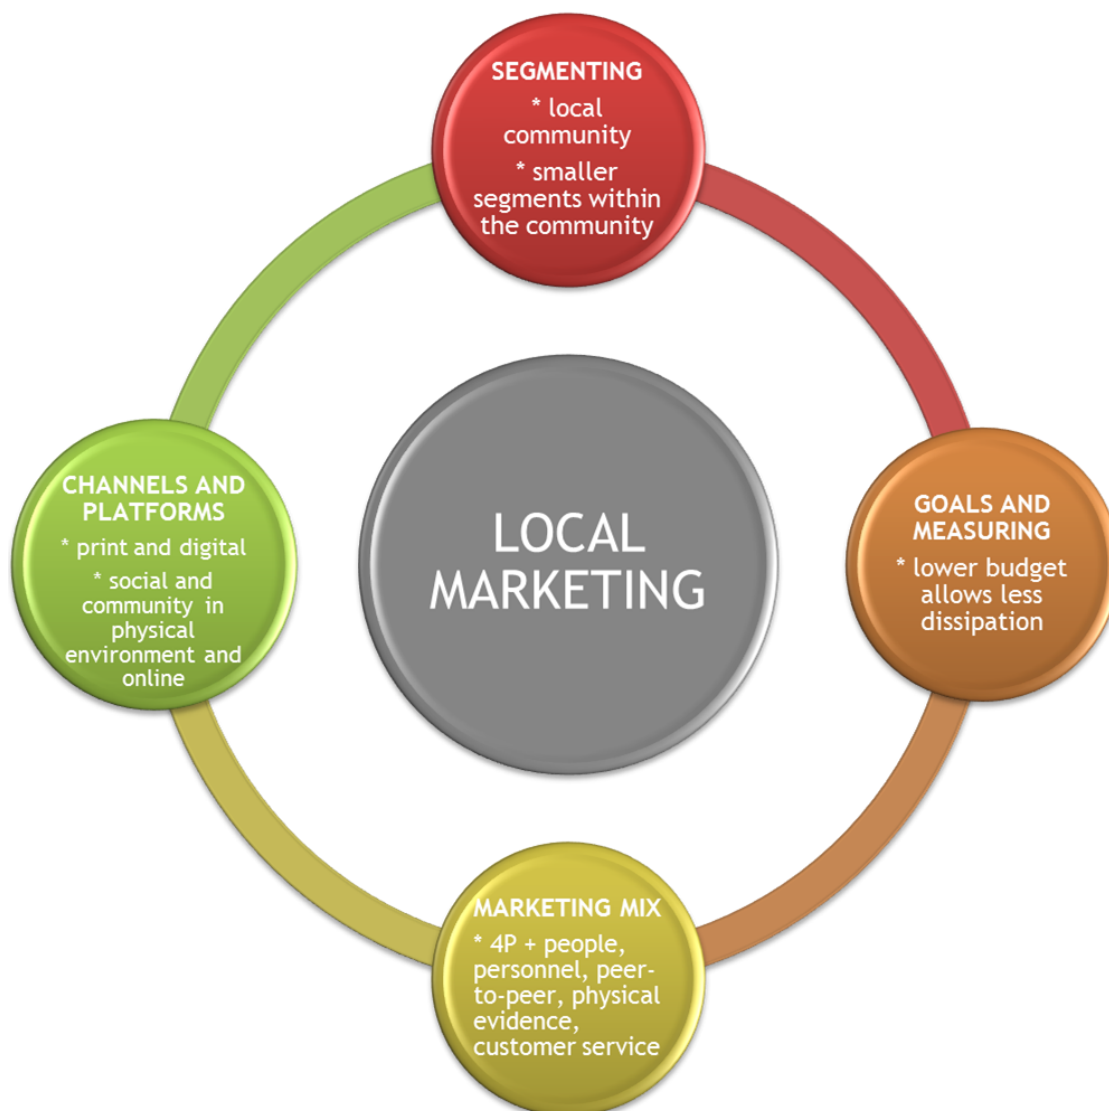 SEGMENTING
* local
community
* smaller
segments within
the community
CHANNELS AND
PLATFORMS
* print and digital
* social and
community in
physical
environment and
online
LOCAL
MARKETING
GOALS AND
MEASURING
* lower budget
allows less
dissipation
MARKETING MIX
* 4P + people,
personnel, peer-
to-peer, physical
evidence,
customer service